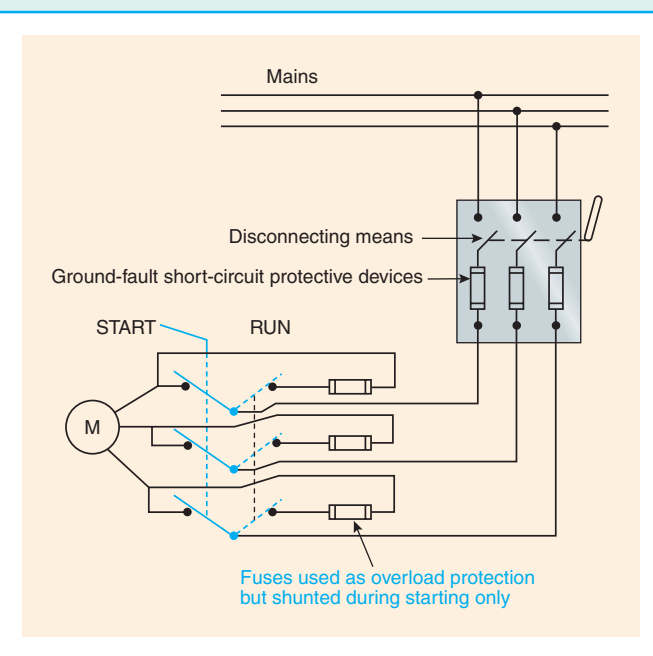 Mains
Disconnecting means
Ground-fault short-circuit protective devices
START
RUN
M
Fuses used as overload protection
but shunted during starting only